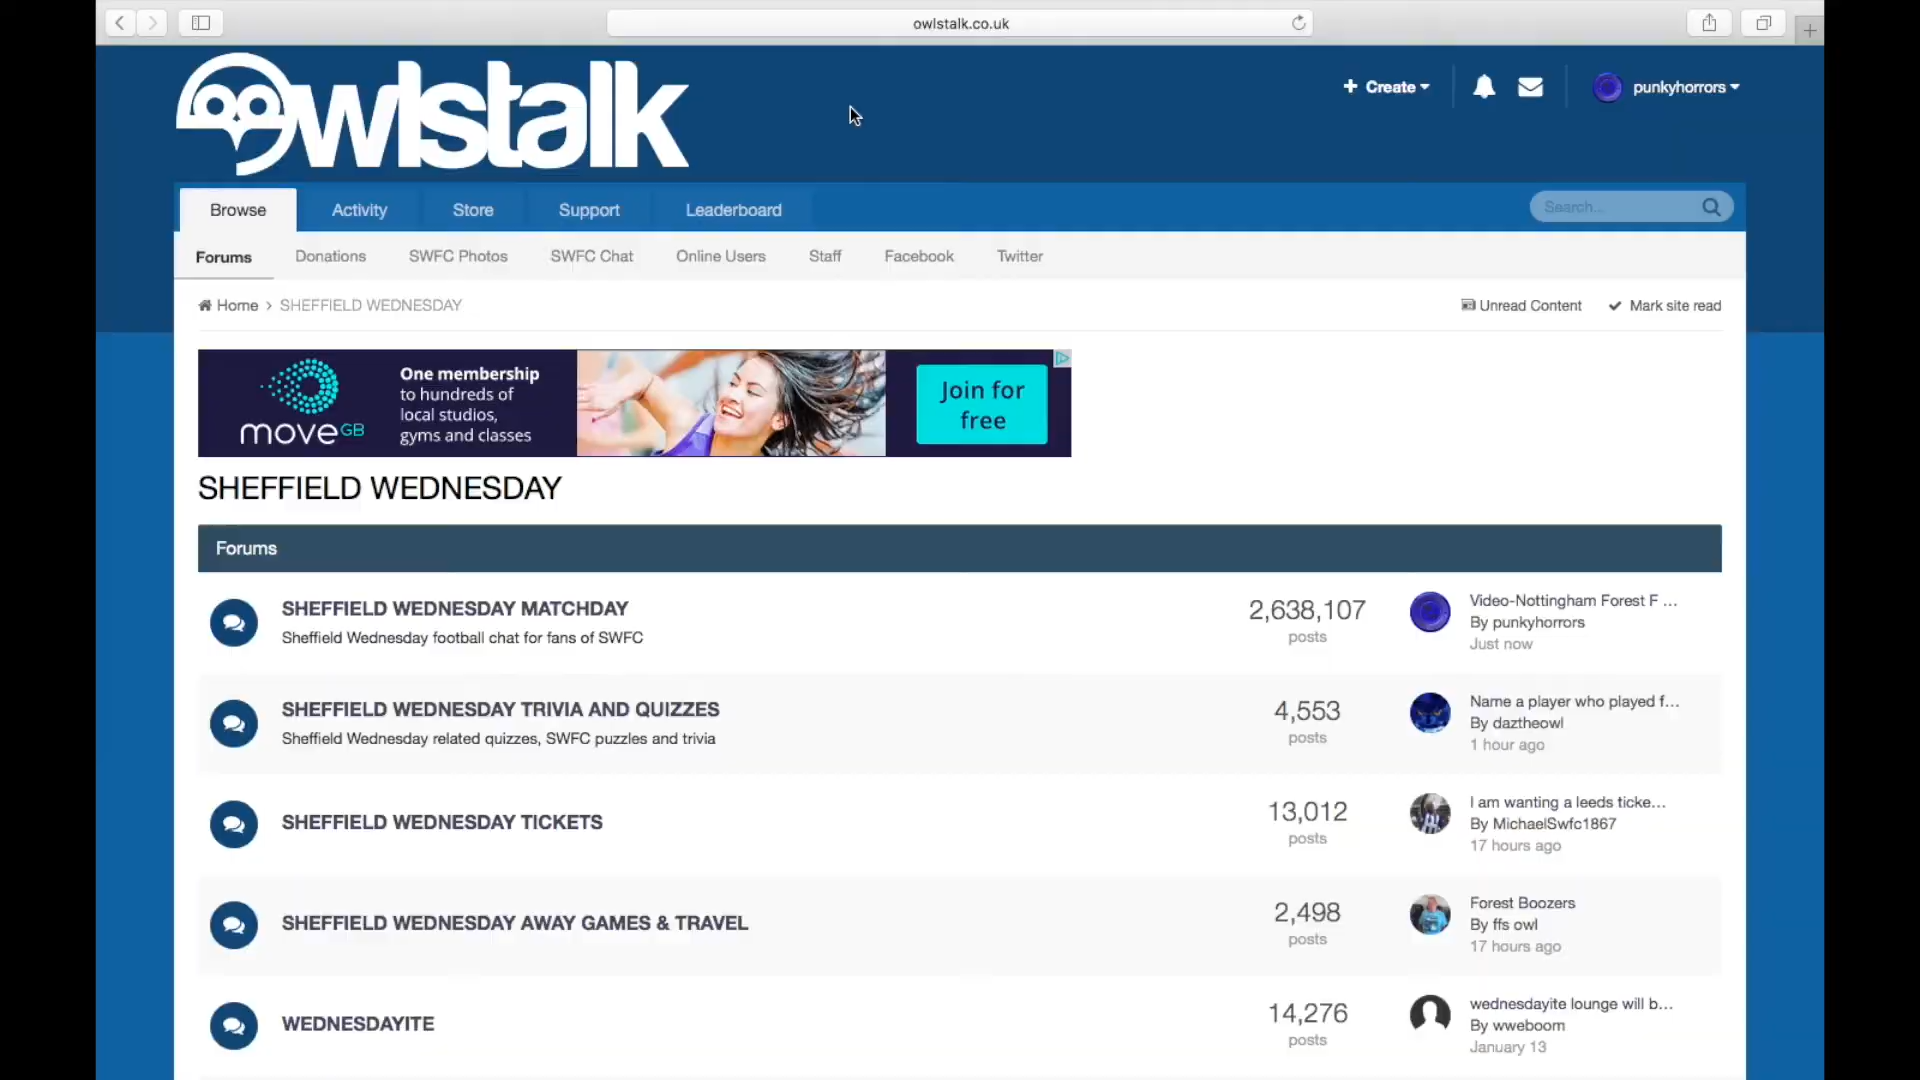 owlstalk.co.uk
Owlstalk
Create
punkyhorrors
Browse
Activity
Store
Support
Leaderboard
Search...
Forums
Donations
SWFC Photos
SWFC Chat
Online Users
Staff
Facebook
Twitter
Home > SHEFFIELD WEDNESDAY
Unread Content
Mark site read
moveGB
One membership
to hundreds of
local studios,
gyms and classes
Join for
free
SHEFFIELD WEDNESDAY
Forums
SHEFFIELD WEDNESDAY MATCHDAY
Sheffield Wednesday football chat for fans of SWFC
2,638,107
posts
Video-Nottingham Forest F ...
By punkyhorrors
Just now
SHEFFIELD WEDNESDAY TRIVIA AND QUIZZES
Sheffield Wednesday related quizzes, SWFC puzzles and trivia
4,553
posts
Name a player who played f...
By daztheowl
1 hour ago
SHEFFIELD WEDNESDAY TICKETS
13,012
posts
I am wanting a leeds ticke...
By MichaelSwfc1867
17 hours ago
SHEFFIELD WEDNESDAY AWAY GAMES & TRAVEL
2,498
posts
Forest Boozers
By ffs owl
17 hours ago
WEDNESDAYITE
14,276
posts
wednesdayite lounge will b...
By wweboom
January 13